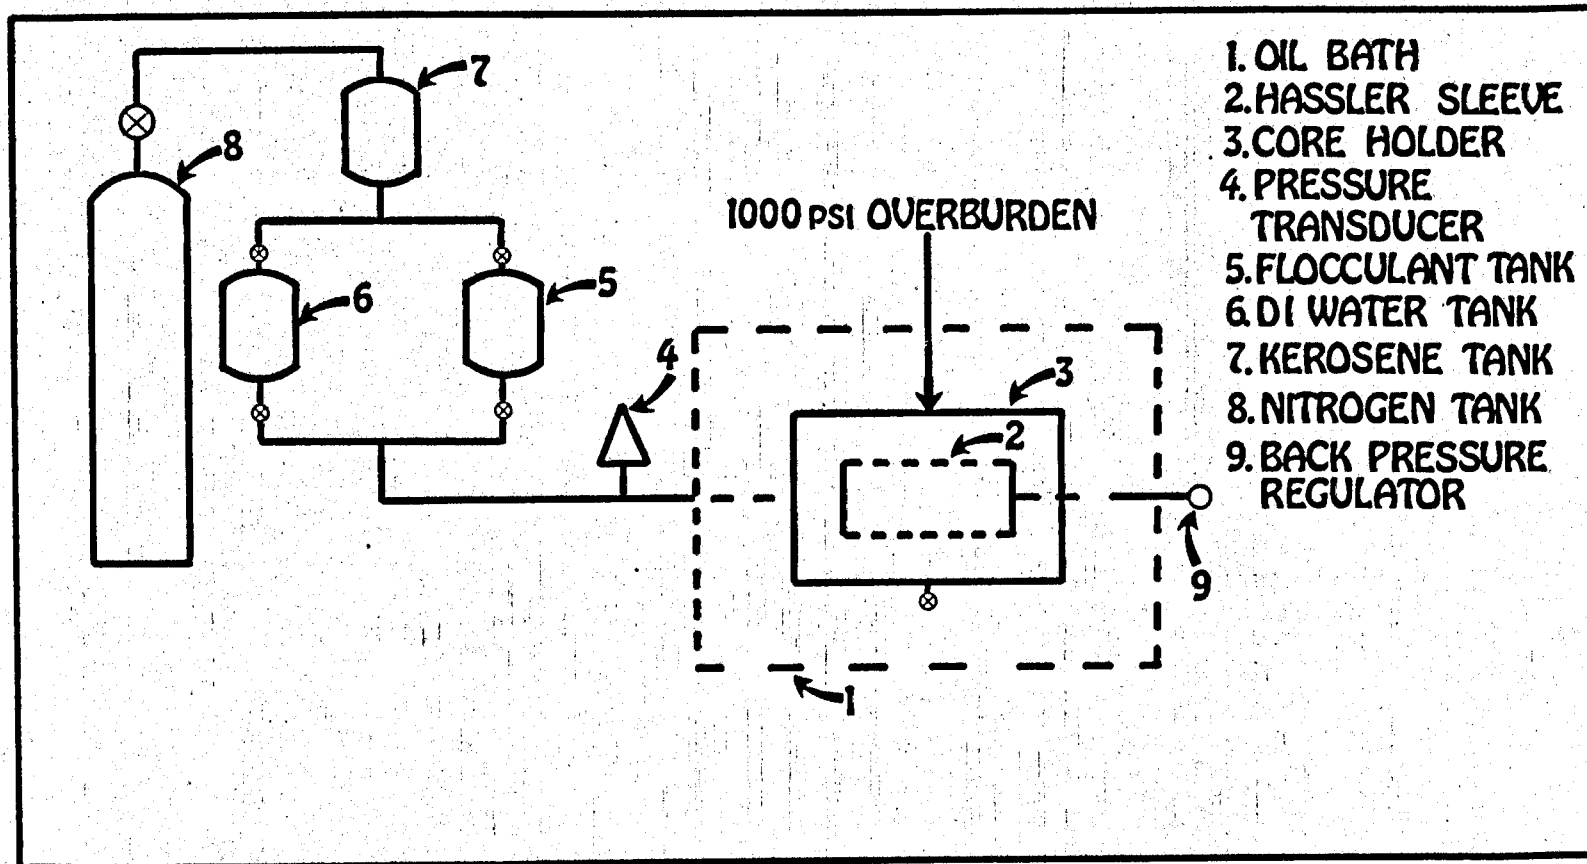 7
8
6
5
4
1000 PSI OVERBURDEN
3
2
9
1
1. OIL BATH
2. HASSLER SLEEVE
3. CORE HOLDER
4. PRESSURE
TRANSDUCER
5. FLOCCULANT TANK
6. DI WATER TANK
7. KEROSENE TANK
8. NITROGEN TANK
9. BACK PRESSURE
REGULATOR